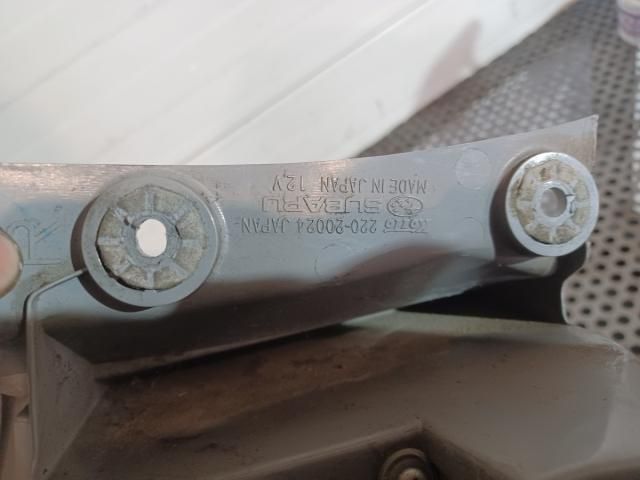 KOITO 220-20024 JAPAN
SUBARU
MADE IN JAPAN 12V